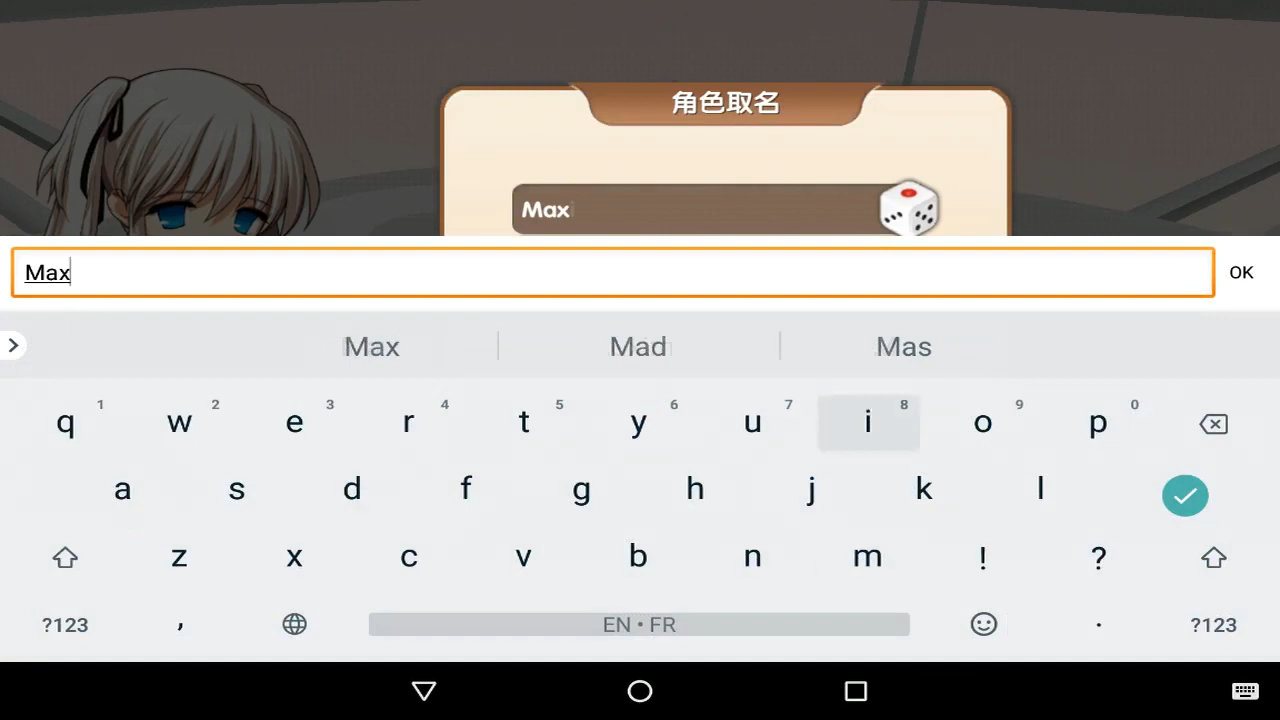 角色取名
Max
Max
OK
Max Mad Mas
q 1 w 2 e 3 r 4 t 5 y 6 u 7 i 8 o 9 p 0
a s d f g h j k l
z x c v b n m ! ?
?123 , EN • FR . ?123